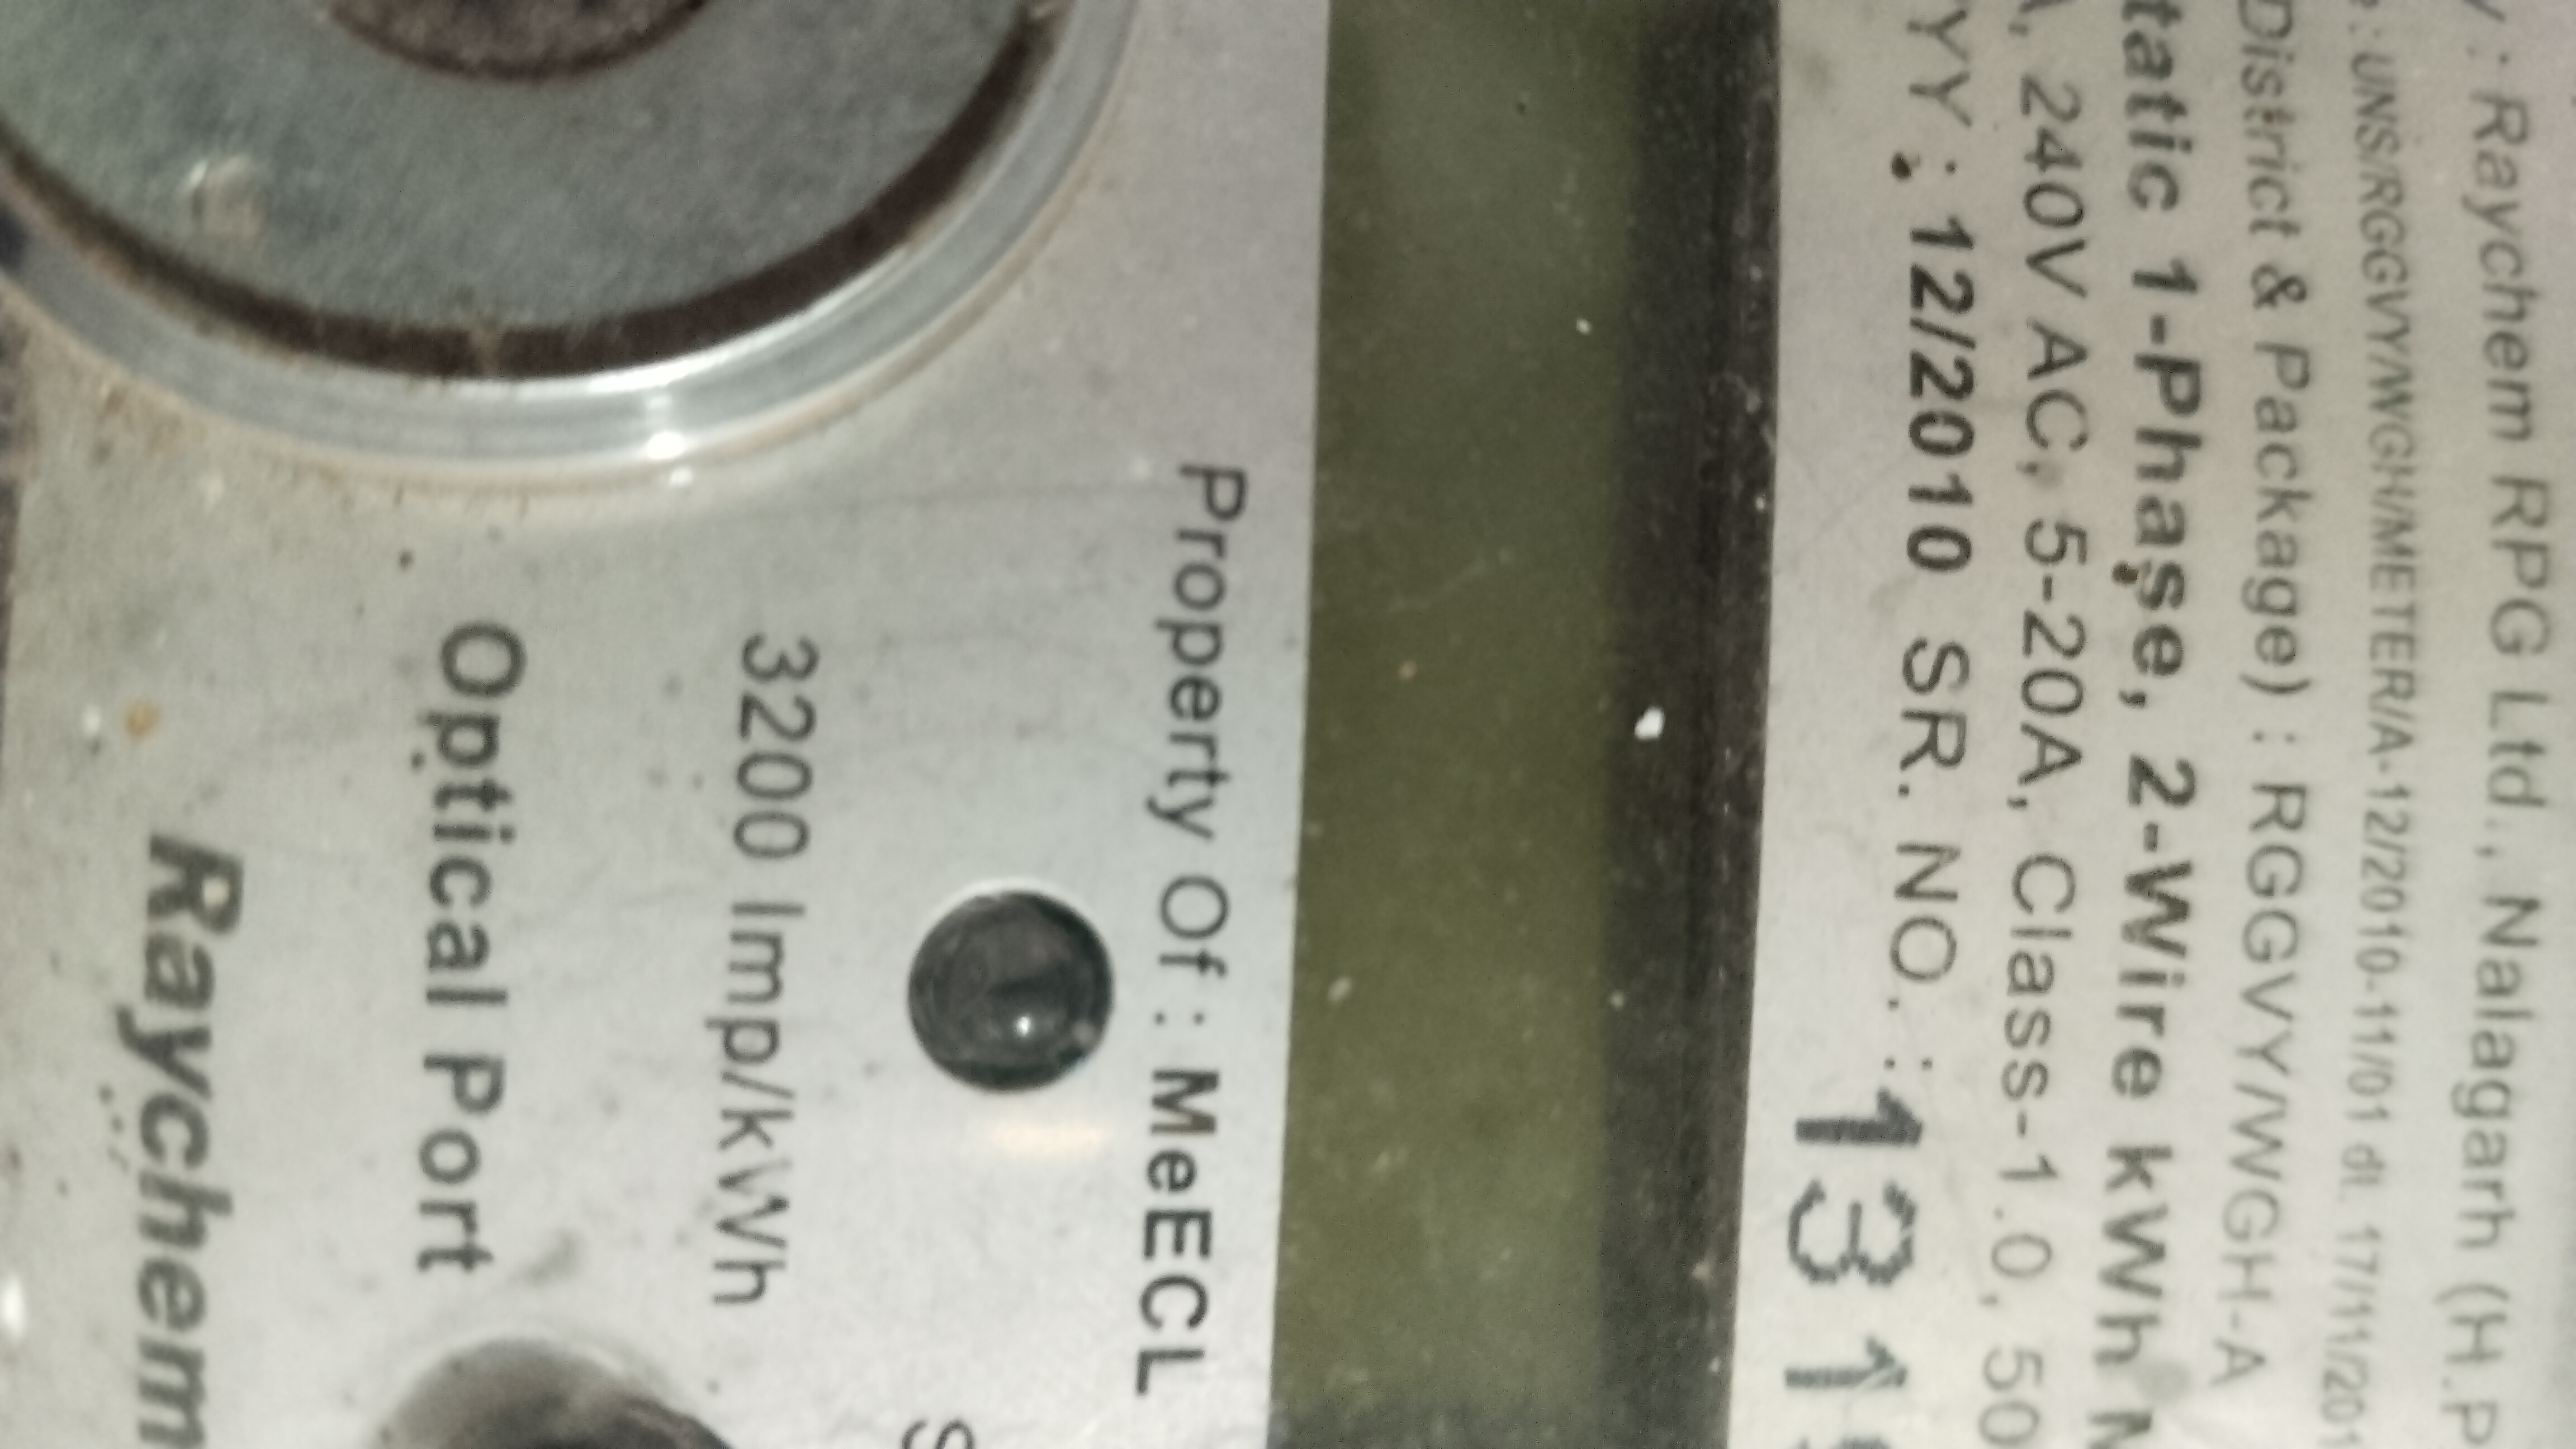 y : Raychem RPG Ltd., Nalagarh (H.P
: UNS/RGGVY/WGH/METER/A-12/2010-11/01 dt. 17/11/201
District & Package) : RGGVY/WGH-A
tatic 1-Phase, 2-Wire kWh
, 240V AC, 5-20A, Class-1.0, 50
YY : 12/2010 SR. NO. : 131
Property Of : MeECL
S
3200 Imp/kWh
Optical Port
Raychem